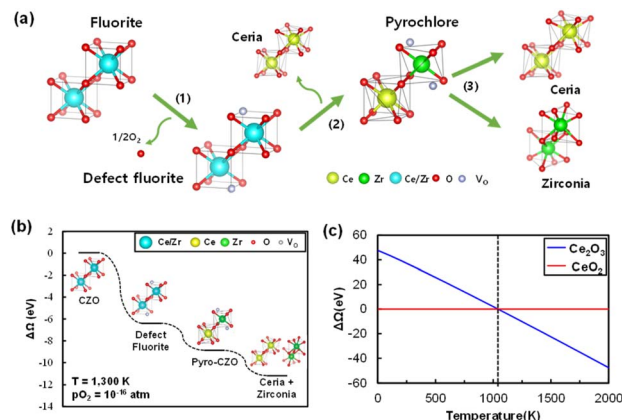 (a)
Fluorite
Ceria
Pyrochlore
(1)
(2)
(3)
1/2O₂
Defect fluorite
Ceria
Zirconia
Ce Zr Ce/Zr O V_O
(b)
Ce/Zr Ce Zr O V_O
ΔΩ (eV)
2
0
-2
-4
-6
-8
-10
-12
-14
CZO
Defect
Fluorite
Pyro-CZO
Ceria +
Zirconia
T = 1,300 K
pO₂ = 10⁻¹⁶ atm
(c)
ΔΩ(eV)
60
40
20
0
-20
-40
-60
Ce₂O₃
CeO₂
0 500 1000 1500 2000
Temperature(K)